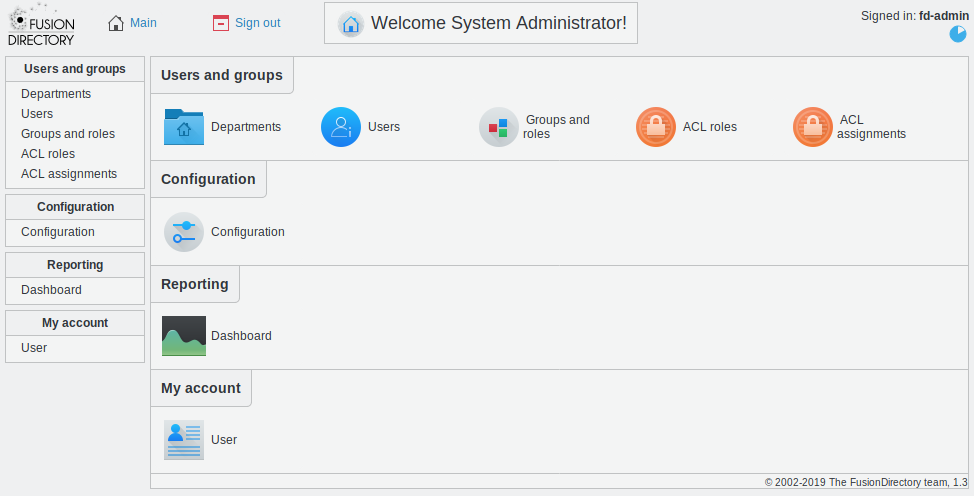 FUSION
DIRECTORY
Main
Sign out
Welcome System Administrator!
Signed in: fd-admin
Users and groups
Departments
Users
Groups and roles
ACL roles
ACL assignments
Configuration
Configuration
Reporting
Dashboard
My account
User
Users and groups
Departments
Users
Groups and
roles
ACL roles
ACL
assignments
Configuration
Configuration
Reporting
Dashboard
My account
User
© 2002-2019 The FusionDirectory team, 1.3